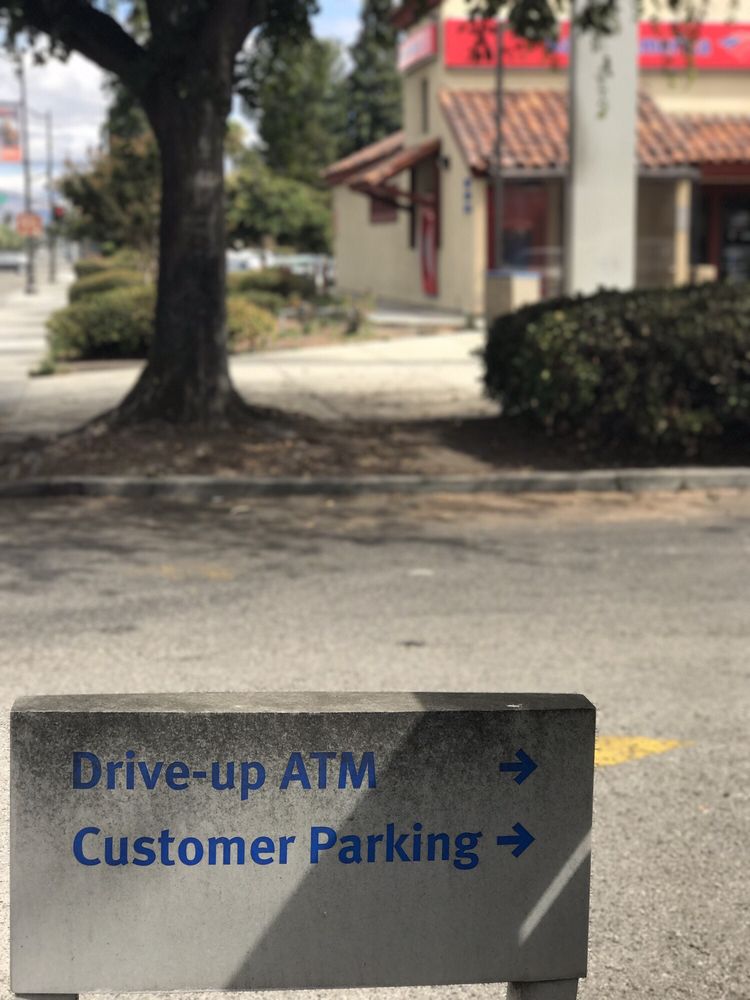 Drive-up ATM →
Customer Parking →